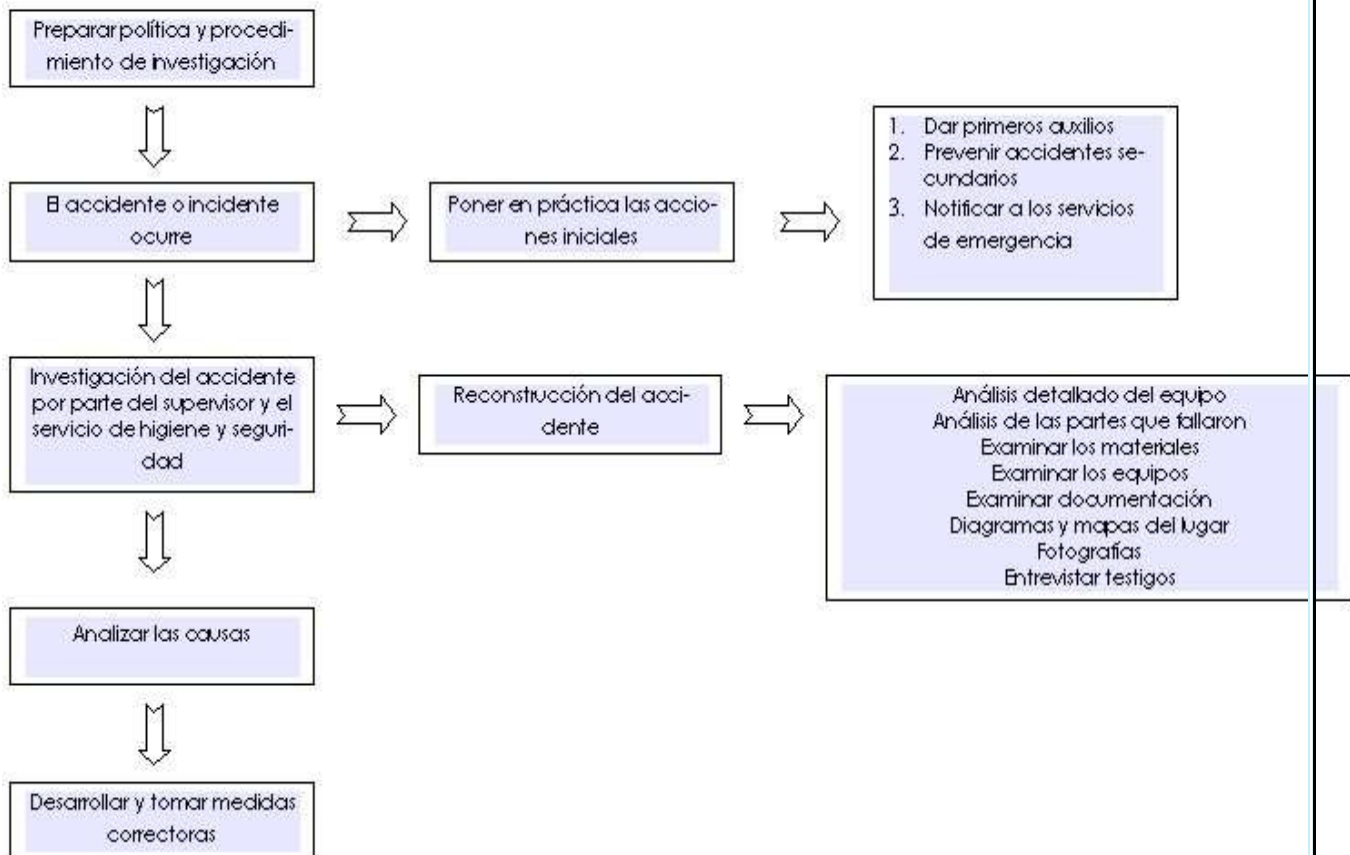 Preparar política y procedi-
miento de investigación
El accidente o incidente
ocurre
Poner en práctica las accio-
nes iniciales
1. Dar primeros auxilios
2. Prevenir accidentes se-
cundarios
3. Notificar a los servicios
de emergencia
Investigación del accidente
por parte del supervisor y el
servicio de higiene y seguri-
dad
Reconstrucción del acci-
dente
Análisis detallado del equipo
Análisis de las partes que fallaron
Examinar los materiales
Examinar los equipos
Examinar documentación
Diagramas y mapas del lugar
Fotografías
Entrevistar testigos
Analizar las causas
Desarrollar y tomar medidas
correctoras